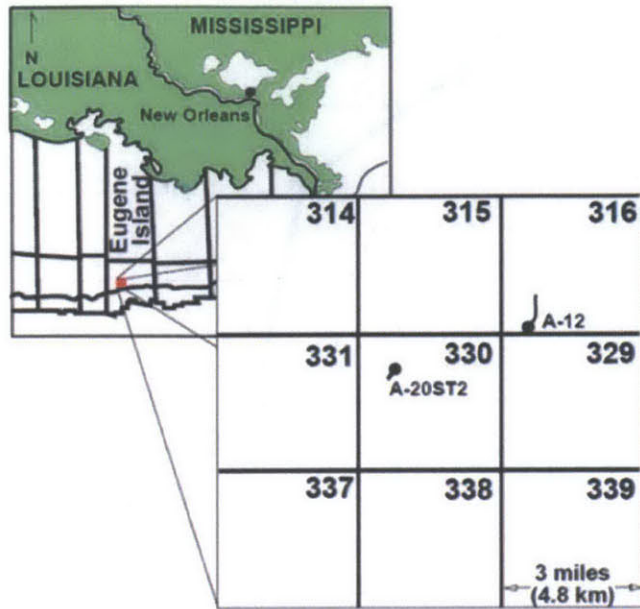 MISSISSIPPI
N
LOUISIANA
New Orleans
Eugene
Island
314
315
316
A-12
331
330
329
A-20ST2
337
338
339
3 miles
(4.8 km)